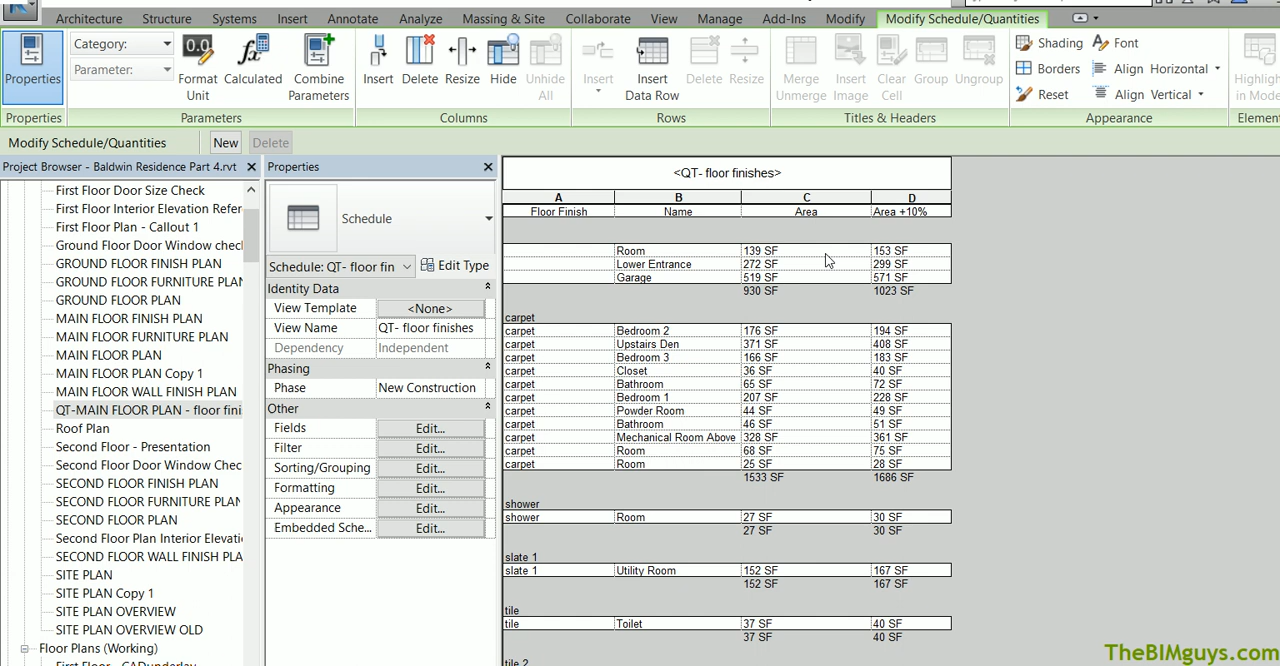 Architecture Structure Systems Insert Annotate Analyze Massing & Site Collaborate View Manage Add-Ins Modify Modify Schedule/Quantities
Properties
Category:
Parameter:
Format Unit
Calculated
Combine Parameters
Insert
Delete
Resize
Hide
Unhide All
Insert
Insert Data Row
Delete
Resize
Merge Unmerge
Insert Image
Clear Cell
Group
Ungroup
Shading
Borders
Reset
Font
Align Horizontal
Align Vertical
Highligh
in Mode
Properties Parameters Columns Rows Titles & Headers Appearance Elemen
Modify Schedule/Quantities New Delete
Project Browser - Baldwin Residence Part 4.rvt
First Floor Door Size Check
First Floor Interior Elevation Refer
First Floor Plan - Callout 1
Ground Floor Door Window chec
GROUND FLOOR FINISH PLAN
GROUND FLOOR FURNITURE PLAN
GROUND FLOOR PLAN
MAIN FLOOR FINISH PLAN
MAIN FLOOR FURNITURE PLAN
MAIN FLOOR PLAN
MAIN FLOOR PLAN Copy 1
MAIN FLOOR WALL FINISH PLAN
QT-MAIN FLOOR PLAN - floor fini
Roof Plan
Second Floor - Presentation
Second Floor Door Window Chec
SECOND FLOOR FINISH PLAN
SECOND FLOOR FURNITURE PLAN
SECOND FLOOR PLAN
Second Floor Plan Interior Elevati
SECOND FLOOR WALL FINISH PLA
SITE PLAN
SITE PLAN Copy 1
SITE PLAN OVERVIEW
SITE PLAN OVERVIEW OLD
Floor Plans (Working)
First Floor - CADunderlay
Properties
Schedule
Schedule: QT- floor fin Edit Type
Identity Data
View Template <None>
View Name QT- floor finishes
Dependency Independent
Phasing
Phase New Construction
Other
Fields Edit...
Filter Edit...
Sorting/Grouping Edit...
Formatting Edit...
Appearance Edit...
Embedded Sche... Edit...
<QT- floor finishes>
A B C D
Floor Finish Name Area Area +10%
Room 139 SF 153 SF
Lower Entrance 272 SF 299 SF
Garage 519 SF 571 SF
930 SF 1023 SF
carpet
carpet Bedroom 2 176 SF 194 SF
carpet Upstairs Den 371 SF 408 SF
carpet Bedroom 3 166 SF 183 SF
carpet Closet 36 SF 40 SF
carpet Bathroom 65 SF 72 SF
carpet Bedroom 1 207 SF 228 SF
carpet Powder Room 44 SF 49 SF
carpet Bathroom 46 SF 51 SF
carpet Mechanical Room Above 328 SF 361 SF
carpet Room 68 SF 75 SF
carpet Room 25 SF 28 SF
1533 SF 1686 SF
shower
shower Room 27 SF 30 SF
27 SF 30 SF
slate 1
slate 1 Utility Room 152 SF 167 SF
152 SF 167 SF
tile
tile Toilet 37 SF 40 SF
37 SF 40 SF
tile 2
TheBIMguys.com